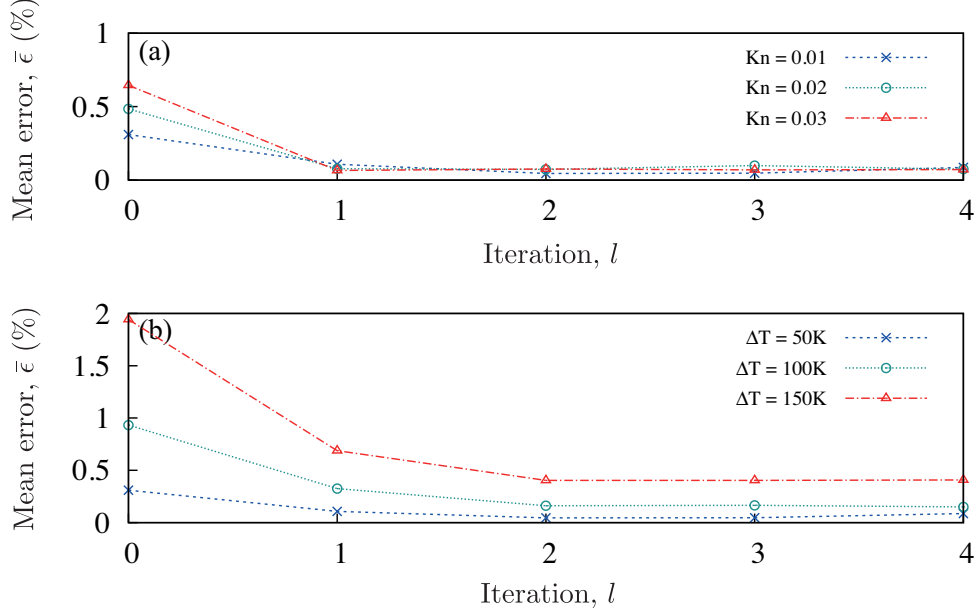 (a)
Mean error, ϵ̄ (%)
1
0.5
0
Kn = 0.01
Kn = 0.02
Kn = 0.03
0 1 2 3 4
Iteration, l
(b)
Mean error, ϵ̄ (%)
2
1.5
1
0.5
0
ΔT = 50K
ΔT = 100K
ΔT = 150K
0 1 2 3 4
Iteration, l